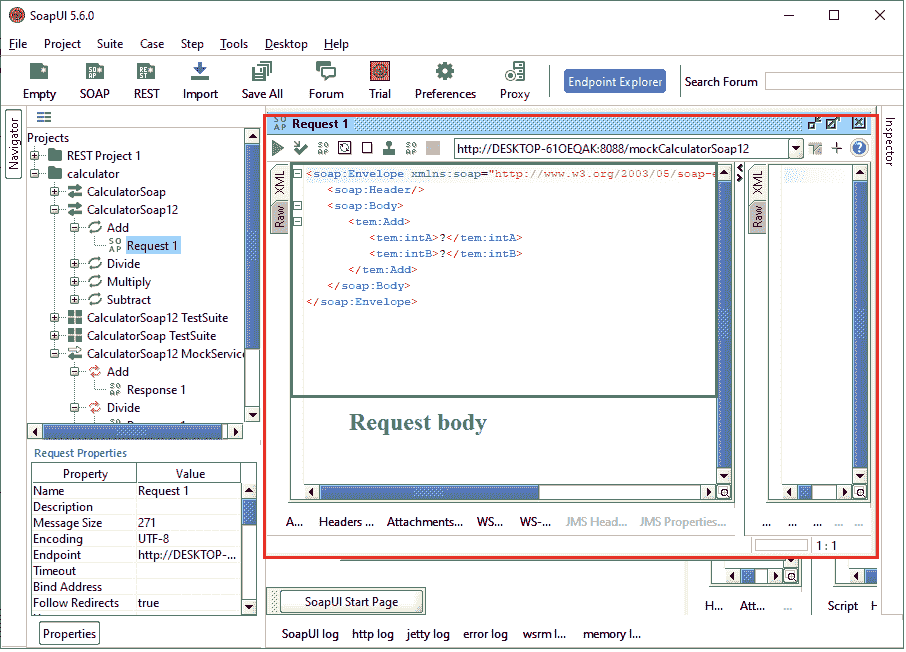 SoapUI 5.6.0
File Project Suite Case Step Tools Desktop Help
Empty SOAP REST Import Save All Forum Trial Preferences Proxy Endpoint Explorer Search Forum
Navigator
Projects
REST Project 1
calculator
CalculatorSoap
CalculatorSoap12
Add
Request 1
Divide
Multiply
Subtract
CalculatorSoap12 TestSuite
CalculatorSoap TestSuite
CalculatorSoap12 MockService
Add
Response 1
Divide
Request Properties
Property Value
Name Request 1
Description
Message Size 271
Encoding UTF-8
Endpoint http://DESKTOP-...
Timeout
Bind Address
Follow Redirects true
Properties
Request 1
http://DESKTOP-61OEQAK:8088/mockCalculatorSoap12
XML
Raw
<soap:Envelope xmlns:soap="http://www.w3.org/2003/05/soap-e
<soap:Header/>
<soap:Body>
<tem:Add>
<tem:intA>?</tem:intA>
<tem:intB>?</tem:intB>
</tem:Add>
</soap:Body>
</soap:Envelope>
Request body
XML
Raw
A... Headers ... Attachments... WS... WS-... JMS Head... JMS Properties... ... ... ... ... ...
1 : 1
Inspector
H... Att... ... Script H
SoapUI Start Page
SoapUI log http log jetty log error log wsrm l... memory l...